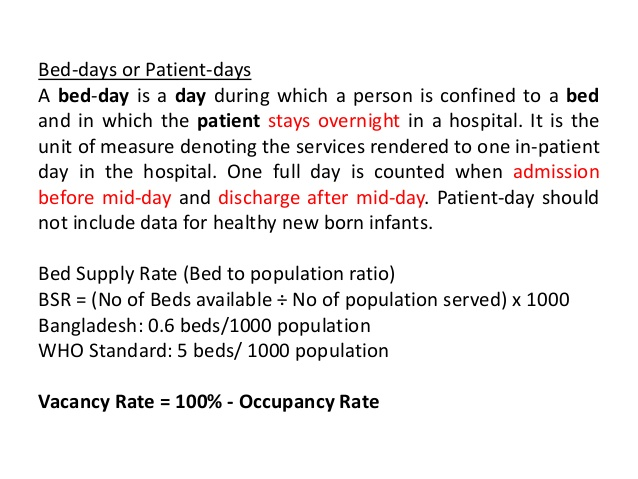 Bed-days or Patient-days
A bed-day is a day during which a person is confined to a bed
and in which the patient stays overnight in a hospital. It is the
unit of measure denoting the services rendered to one in-patient
day in the hospital. One full day is counted when admission
before mid-day and discharge after mid-day. Patient-day should
not include data for healthy new born infants.
Bed Supply Rate (Bed to population ratio)
BSR = (No of Beds available ÷ No of population served) x 1000
Bangladesh: 0.6 beds/1000 population
WHO Standard: 5 beds/ 1000 population
Vacancy Rate = 100% - Occupancy Rate